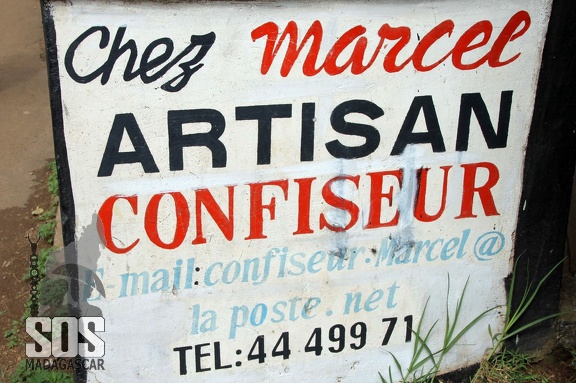 Chez Marcel
ARTISAN
CONFISEUR
E-mail:confiseur.Marcel@
la poste.net
TEL:44 499 71
SOS
MADAGASCAR